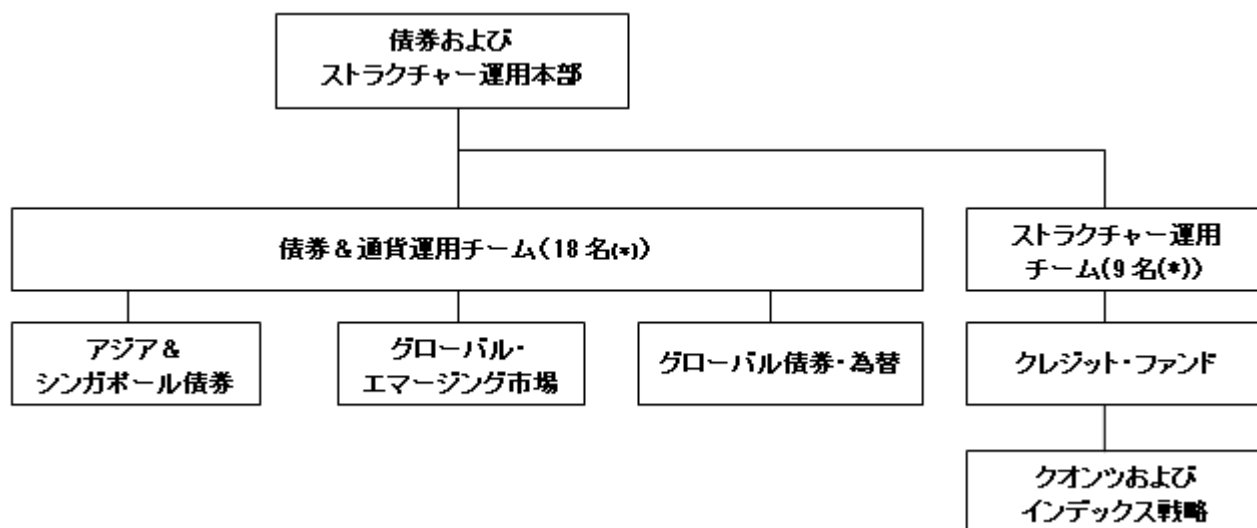 債券および
ストラクチャー運用本部
債券＆通貨運用チーム（18名(*)）
ストラクチャー運用
チーム（9名(*)）
アジア＆
シンガポール債券
グローバル・
エマージング市場
グローバル債券・為替
クレジット・ファンド
クオンツおよび
インデックス戦略